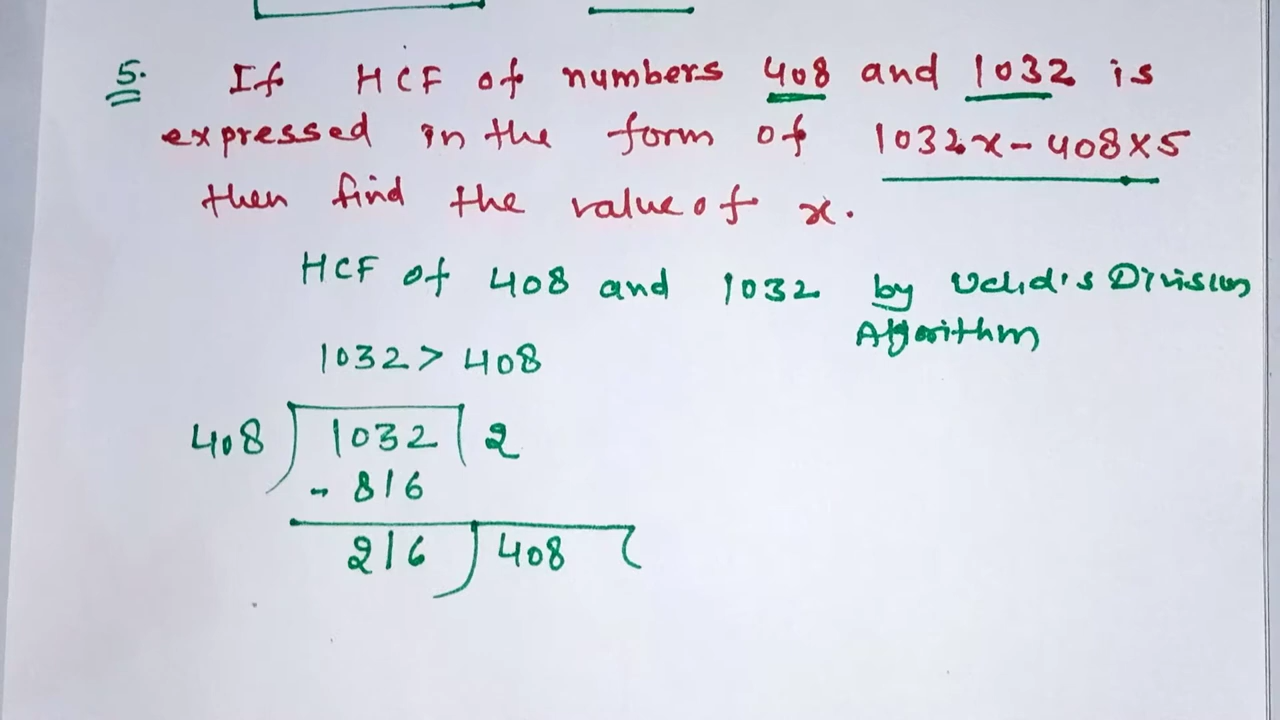 5. If HCF of numbers 408 and 1032 is
expressed in the form of 1032x - 408×5
then find the value of x.
HCF of 408 and 1032 by Uclid's Division
Algorithm
1032 > 408
408 ) 1032 ( 2
- 816
216 ) 408 (